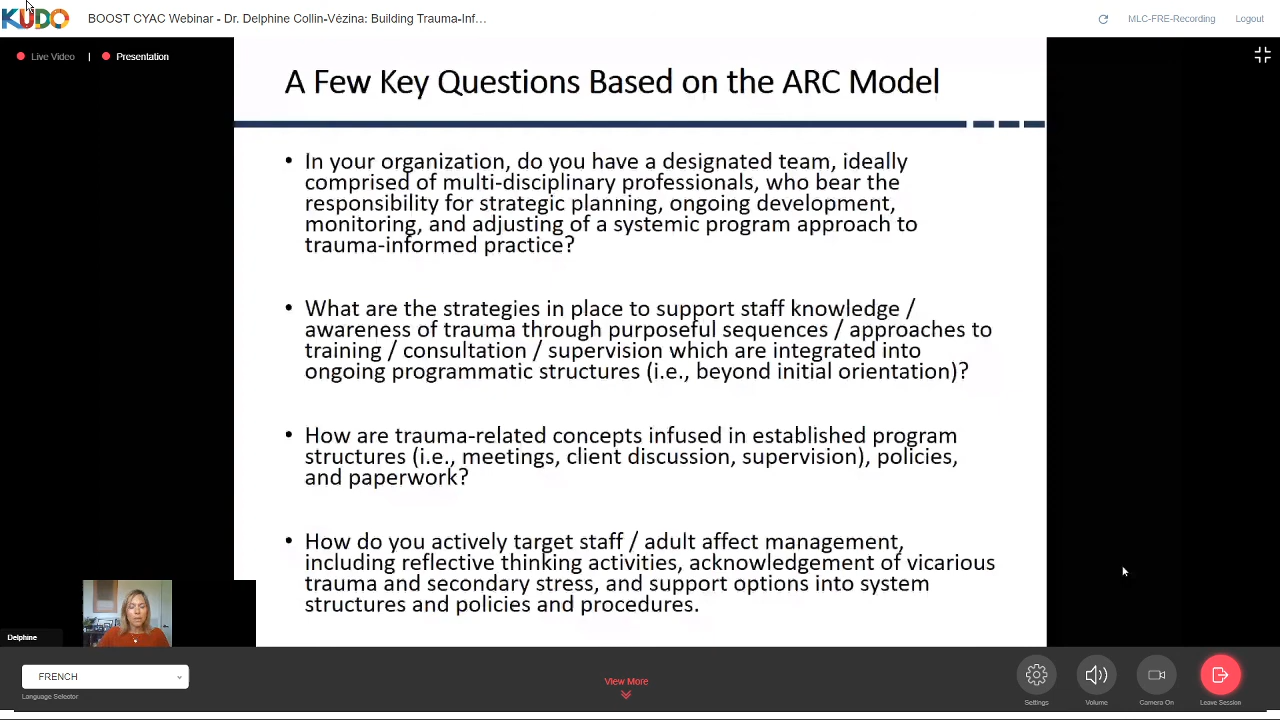 KUDO
BOOST CYAC Webinar - Dr. Delphine Collin-Vézina: Building Trauma-Inf...
MLC-FRE-Recording
Logout
Live Video
|
Presentation
A Few Key Questions Based on the ARC Model
• In your organization, do you have a designated team, ideally
comprised of multi-disciplinary professionals, who bear the
responsibility for strategic planning, ongoing development,
monitoring, and adjusting of a systemic program approach to
trauma-informed practice?
• What are the strategies in place to support staff knowledge /
awareness of trauma through purposeful sequences / approaches to
training / consultation / supervision which are integrated into
ongoing programmatic structures (i.e., beyond initial orientation)?
• How are trauma-related concepts infused in established program
structures (i.e., meetings, client discussion, supervision), policies,
and paperwork?
• How do you actively target staff / adult affect management,
including reflective thinking activities, acknowledgement of vicarious
trauma and secondary stress, and support options into system
structures and policies and procedures.
Delphine
FRENCH
Language Selector
View More
Settings
Volume
Camera On
Leave Session